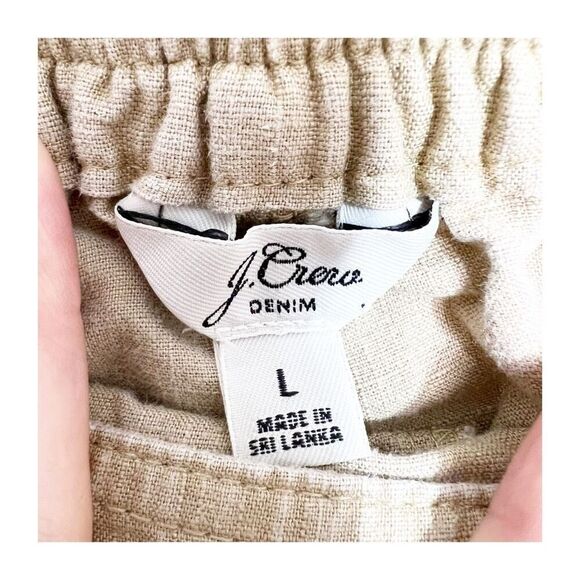 J.Crew
DENIM
L
MADE IN
SRI LANKA